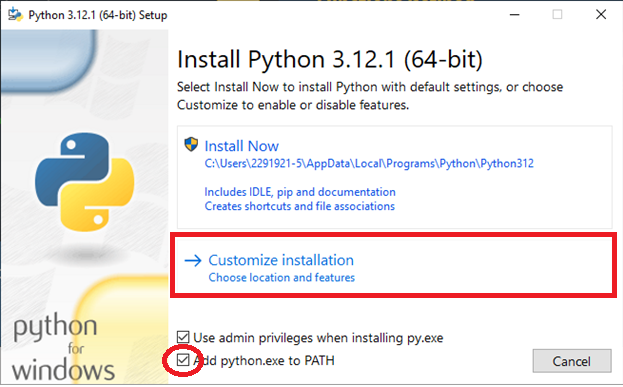 Python 3.12.1 (64-bit) Setup
Install Python 3.12.1 (64-bit)
Select Install Now to install Python with default settings, or choose
Customize to enable or disable features.
Install Now
C:\Users\2291921-5\AppData\Local\Programs\Python\Python312
Includes IDLE, pip and documentation
Creates shortcuts and file associations
Customize installation
Choose location and features
Use admin privileges when installing py.exe
Add python.exe to PATH
Cancel
python
for
windows